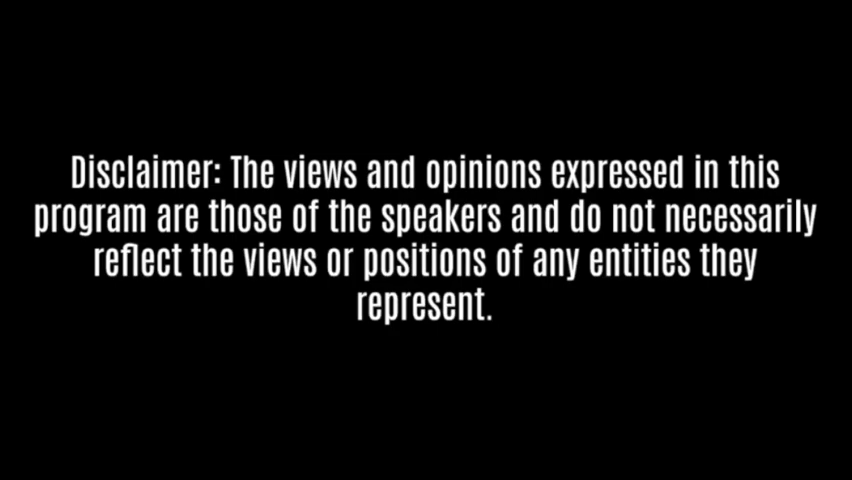 Disclaimer: The views and opinions expressed in this
program are those of the speakers and do not necessarily
reflect the views or positions of any entities they
represent.